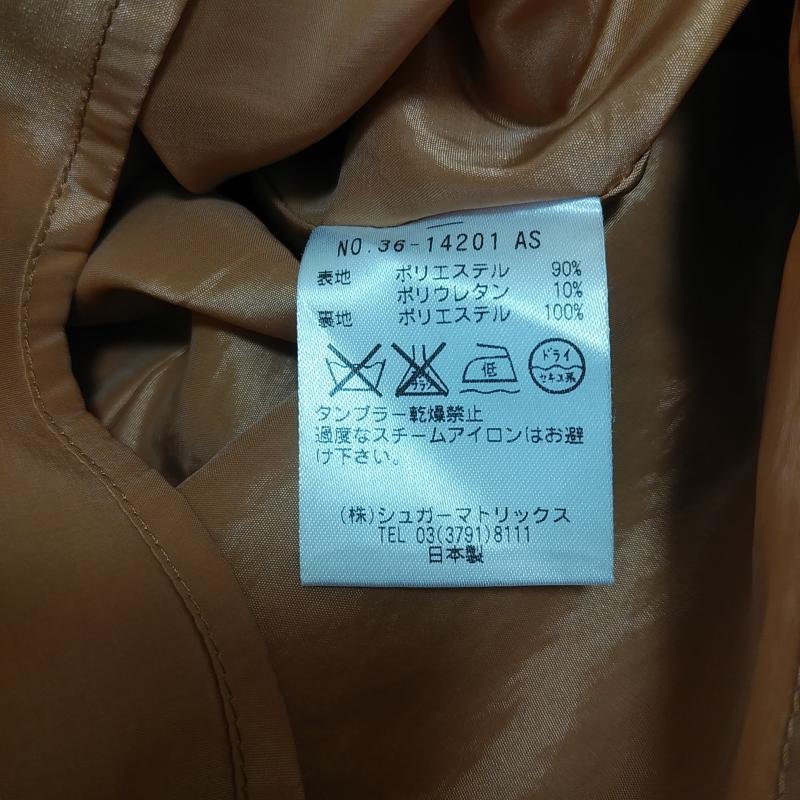 NO.36-14201 AS
表地 ポリエステル 90%
ポリウレタン 10%
裏地 ポリエステル 100%
低 ドライ
セキユ系
タンブラー乾燥禁止
過度なスチームアイロンはお避
け下さい。
(株)シュガーマトリックス
TEL 03(3791)8111
日本製